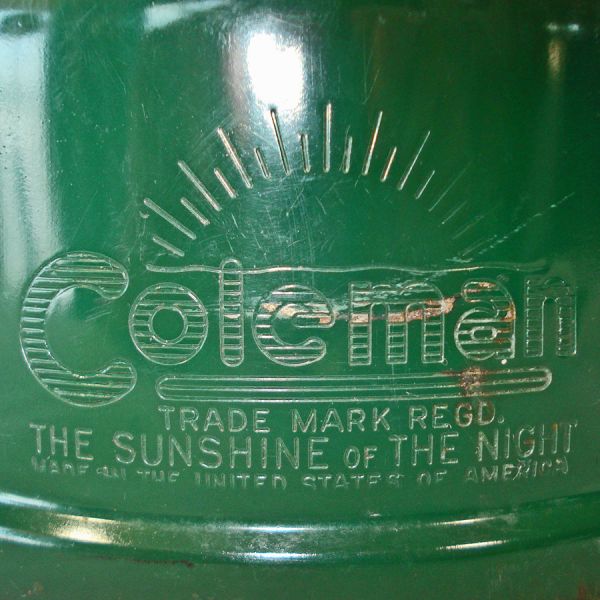 Coleman
TRADE MARK REGD.
THE SUNSHINE OF THE NIGHT
MADE IN THE UNITED STATES OF AMERICA